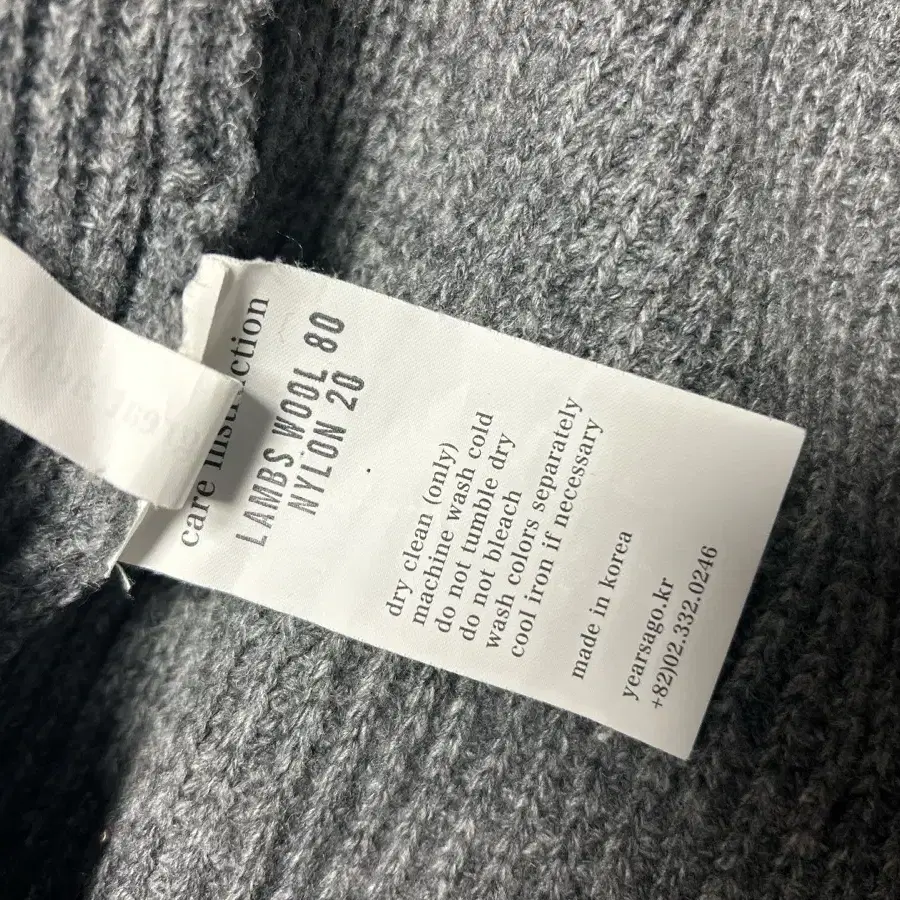 care instruction
LAMBS WOOL 80
NYLON 20
dry clean (only)
machine wash cold
do not tumble dry
do not bleach
wash colors separately
cool iron if necessary
made in korea
yearsago.kr
+82)02.332.0246